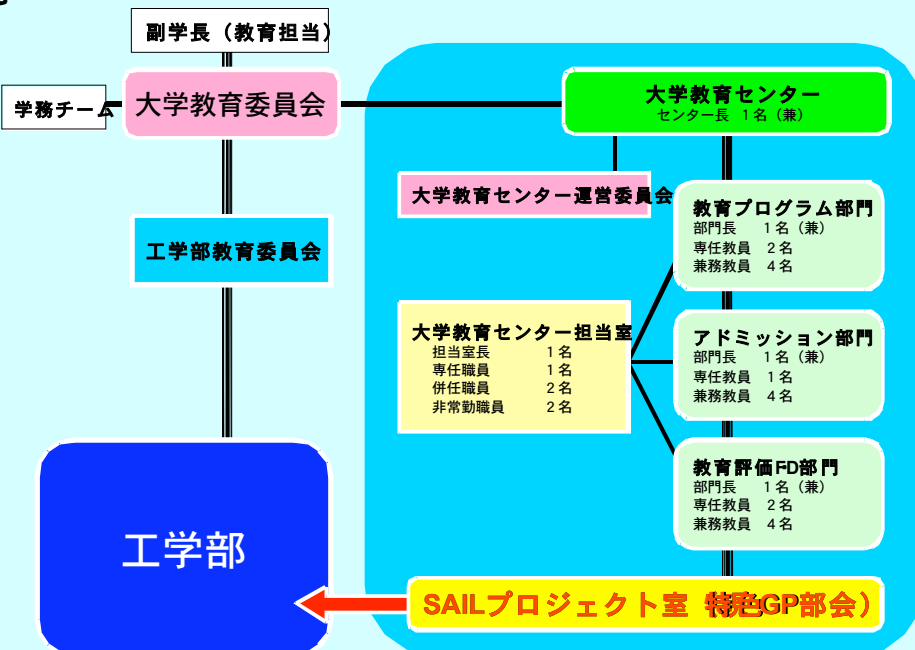 副学長（教育担当）
学務チーム
大学教育委員会
大学教育センター
センター長 1名（兼）
大学教育センター運営委員会
教育プログラム部門
部門長 1名（兼）
専任教員 2名
兼務教員 4名
工学部教育委員会
大学教育センター担当室
担当室長 1名
専任職員 1名
併任職員 2名
非常勤職員 2名
アドミッション部門
部門長 1名（兼）
専任教員 1名
兼務教員 4名
教育評価FD部門
部門長 1名（兼）
専任教員 2名
兼務教員 4名
工学部
SAILプロジェクト室 特色GP部会）